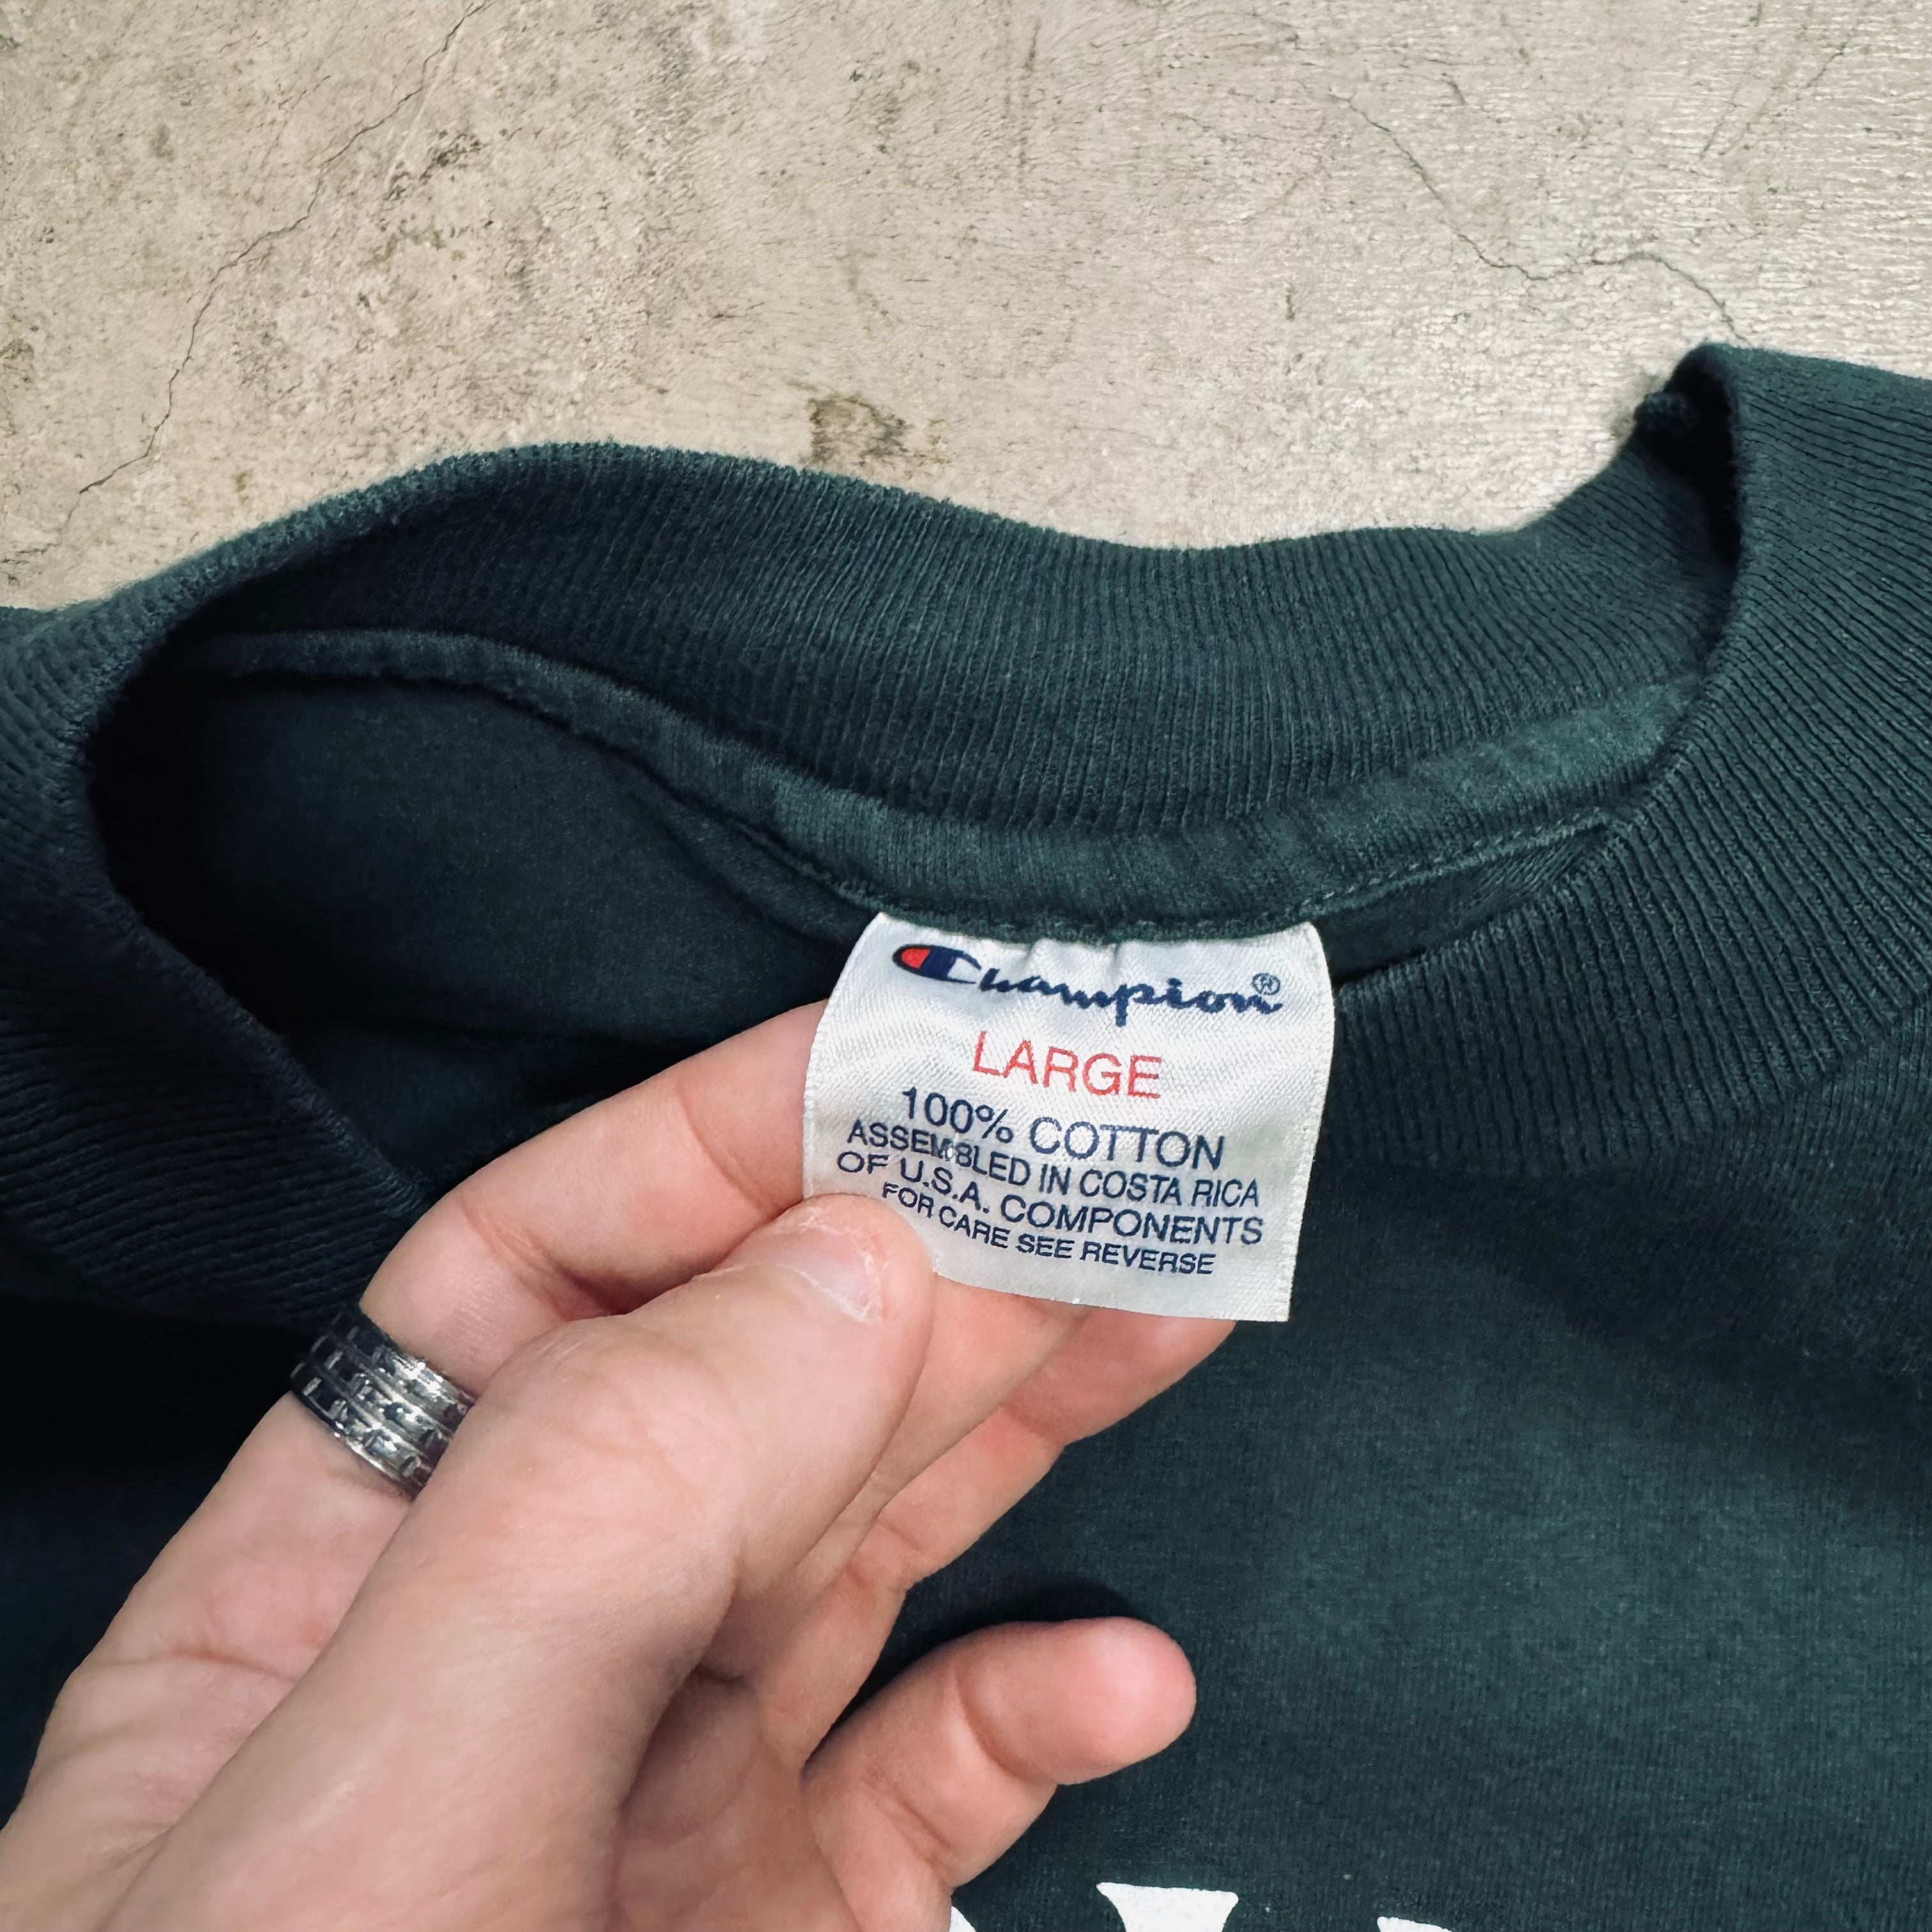 Champion®
LARGE
100% COTTON
ASSEMBLED IN COSTA RICA
OF U.S.A. COMPONENTS
FOR CARE SEE REVERSE